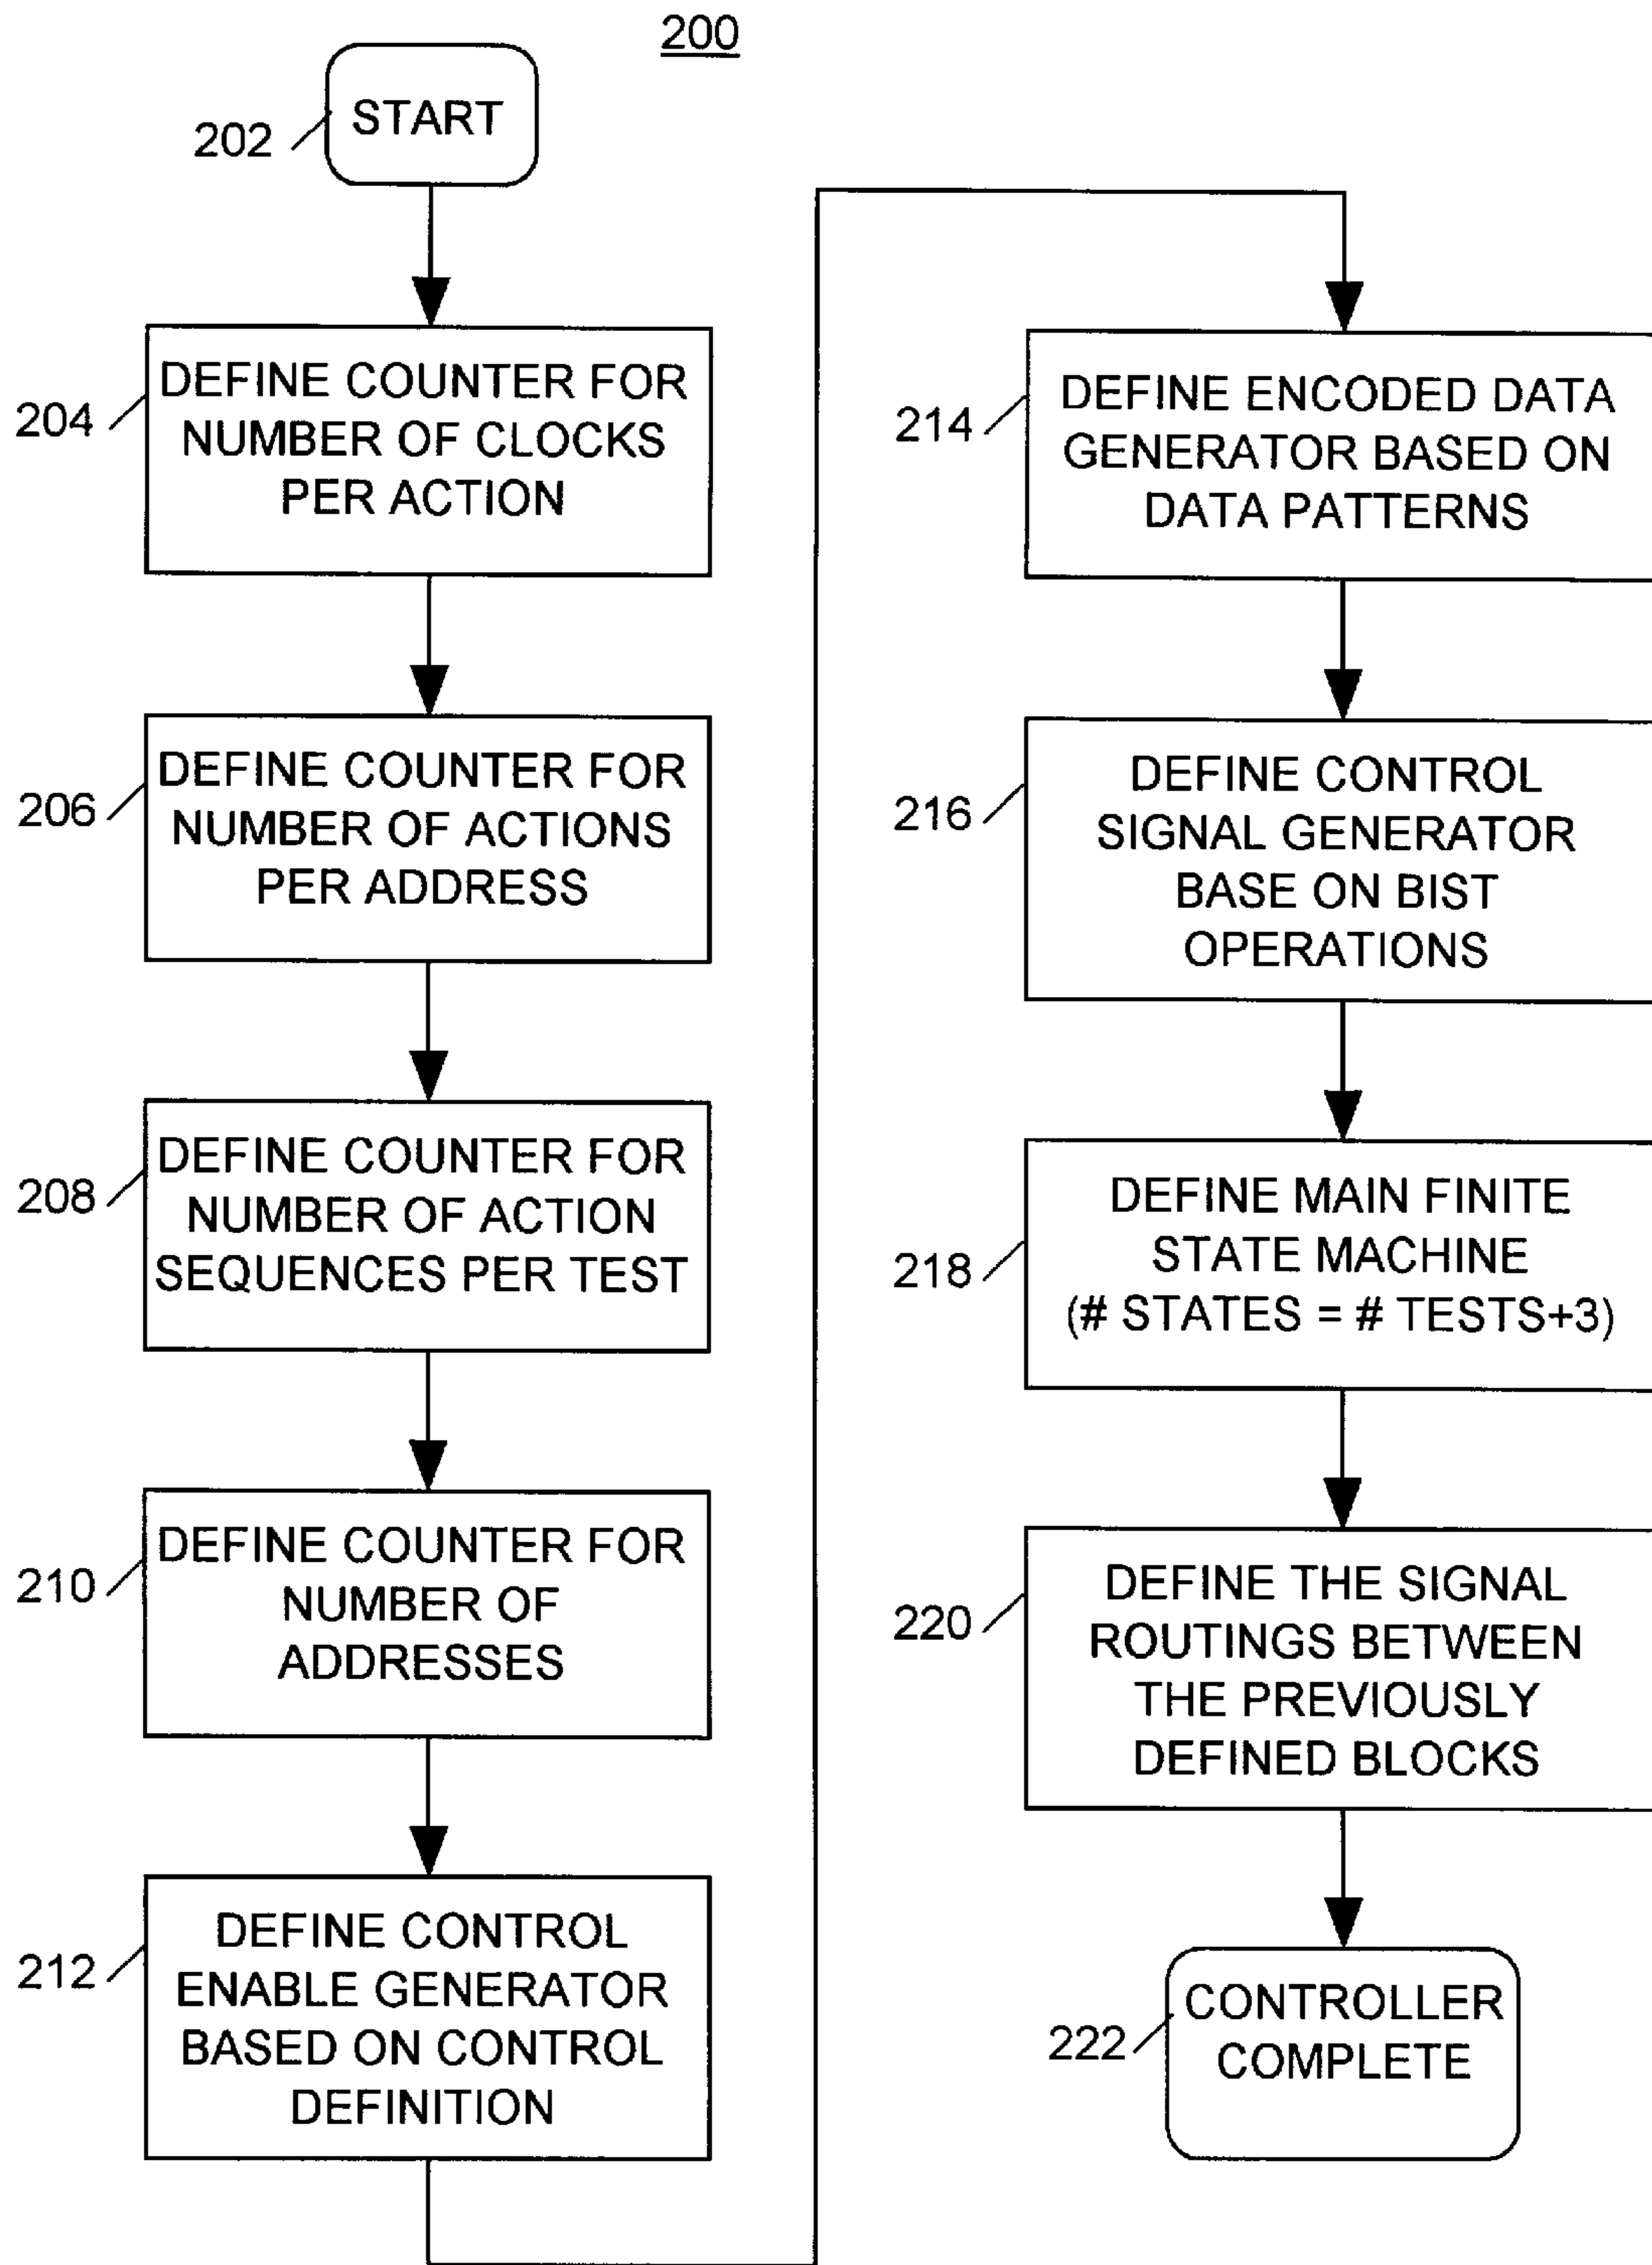 200
START
202
DEFINE COUNTER FOR
NUMBER OF CLOCKS
PER ACTION
204
DEFINE COUNTER FOR
NUMBER OF ACTIONS
PER ADDRESS
206
DEFINE COUNTER FOR
NUMBER OF ACTION
SEQUENCES PER TEST
208
DEFINE COUNTER FOR
NUMBER OF
ADDRESSES
210
DEFINE CONTROL
ENABLE GENERATOR
BASED ON CONTROL
DEFINITION
212
DEFINE ENCODED DATA
GENERATOR BASED ON
DATA PATTERNS
214
DEFINE CONTROL
SIGNAL GENERATOR
BASE ON BIST
OPERATIONS
216
DEFINE MAIN FINITE
STATE MACHINE
(# STATES = # TESTS+3)
218
DEFINE THE SIGNAL
ROUTINGS BETWEEN
THE PREVIOUSLY
DEFINED BLOCKS
220
CONTROLLER
COMPLETE
222